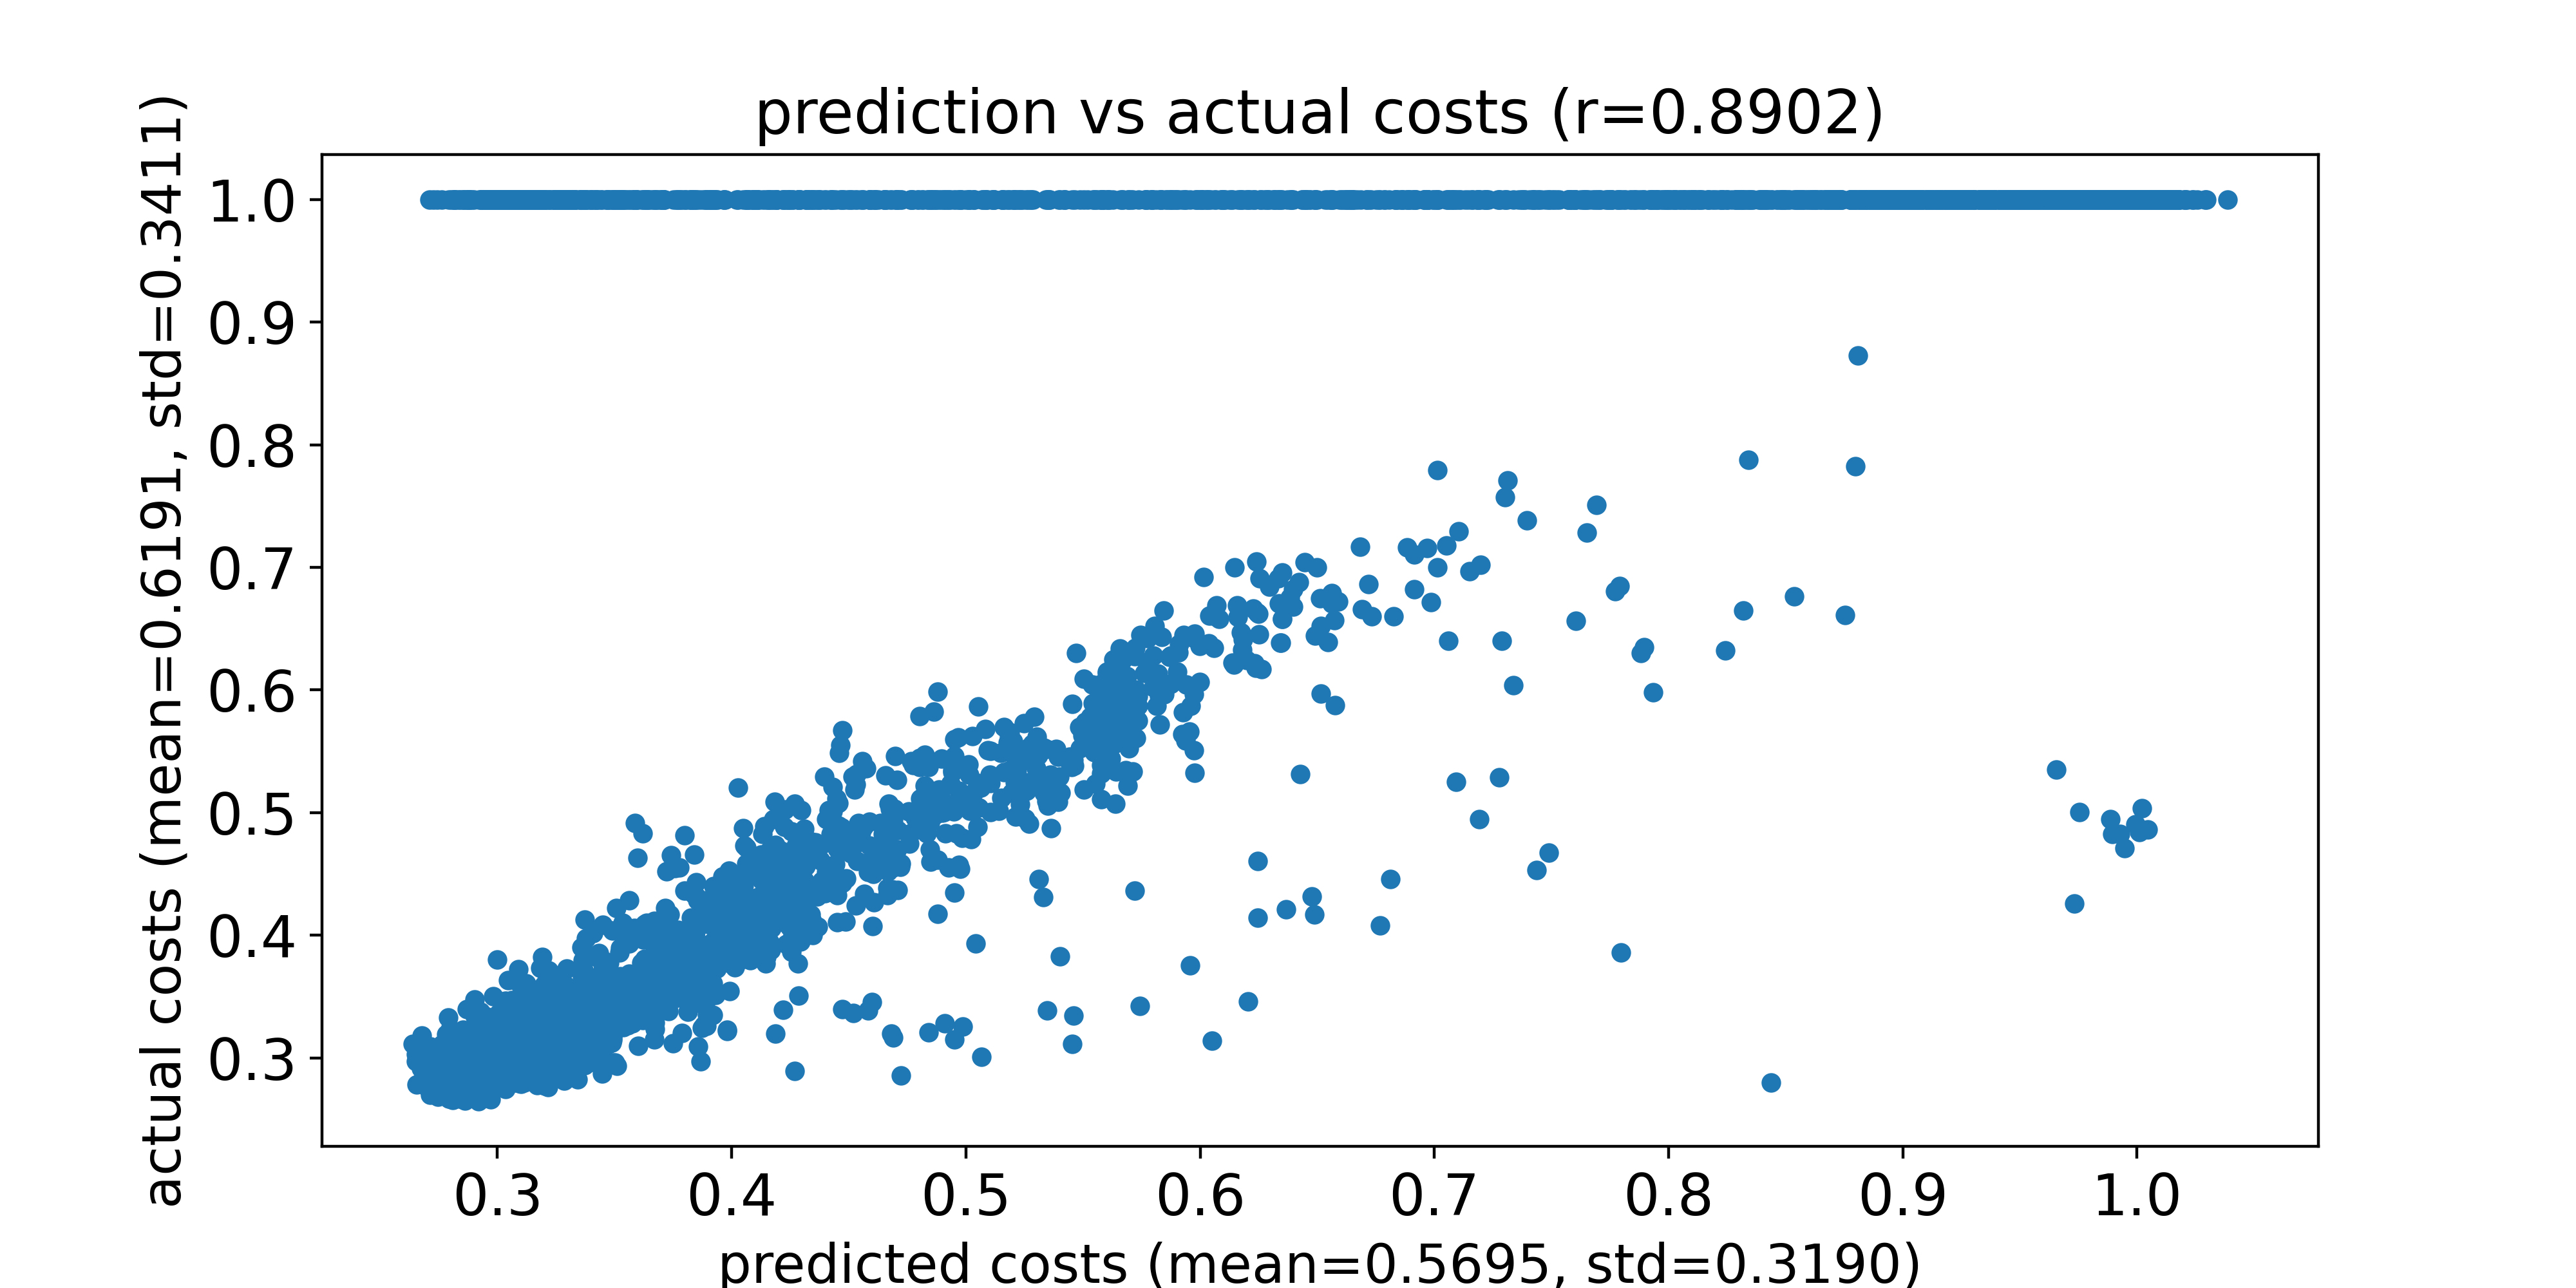 prediction vs actual costs (r=0.8902)
actual costs (mean=0.6191, std=0.3411)
1.0
0.9
0.8
0.7
0.6
0.5
0.4
0.3
0.3 0.4 0.5 0.6 0.7 0.8 0.9 1.0
predicted costs (mean=0.5695, std=0.3190)